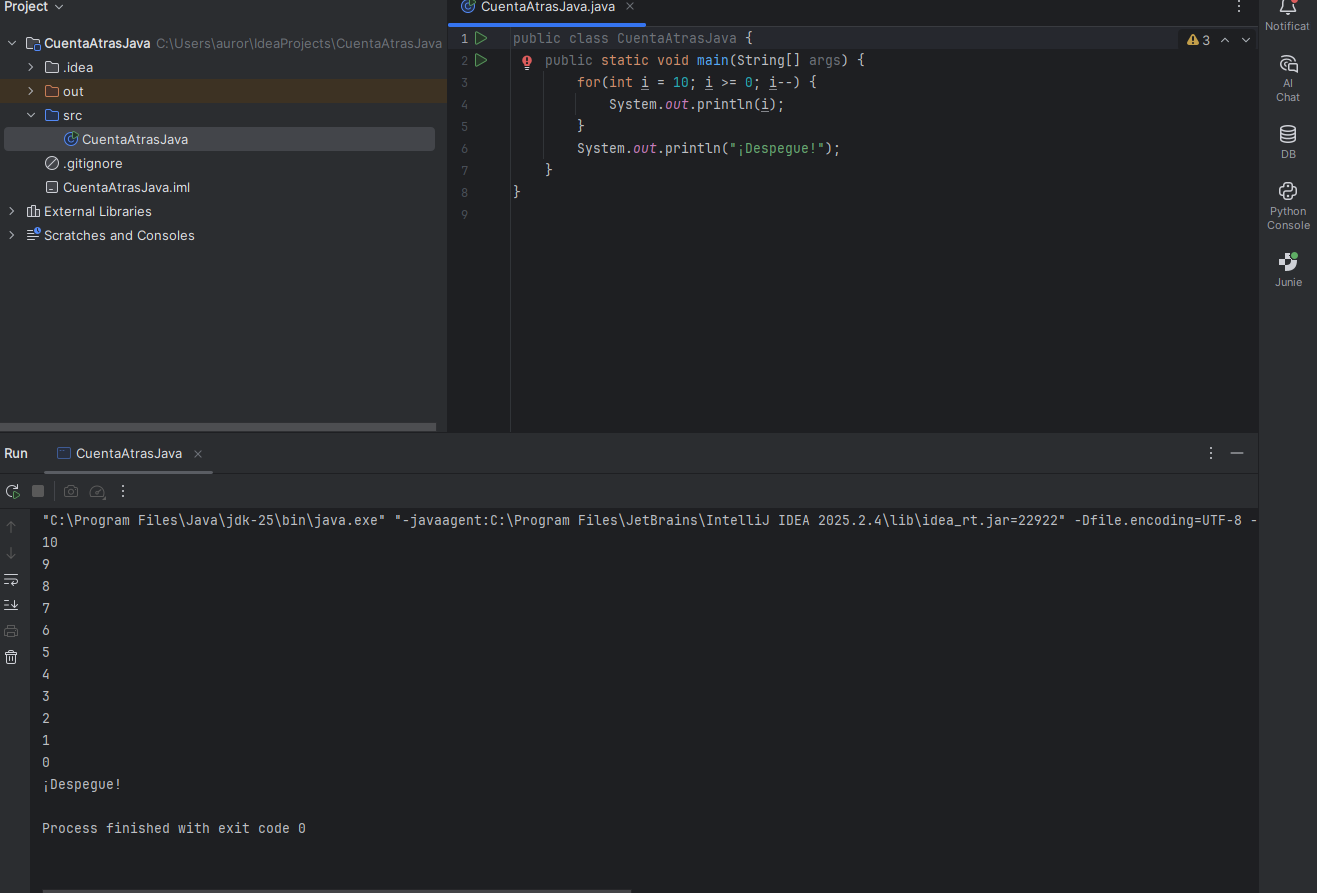 Project
CuentaAtrasJava C:\Users\auror\IdeaProjects\CuentaAtrasJava
.idea
out
src
CuentaAtrasJava
.gitignore
CuentaAtrasJava.iml
External Libraries
Scratches and Consoles
CuentaAtrasJava.java
3
1 public class CuentaAtrasJava {
2 public static void main(String[] args) {
3 for(int i = 10; i >= 0; i--) {
4 System.out.println(i);
5 }
6 System.out.println("¡Despegue!");
7 }
8 }
9
Notificat
AI
Chat
DB
Python
Console
Junie
Run CuentaAtrasJava
"C:\Program Files\Java\jdk-25\bin\java.exe" "-javaagent:C:\Program Files\JetBrains\IntelliJ IDEA 2025.2.4\lib\idea_rt.jar=22922" -Dfile.encoding=UTF-8 -
10
9
8
7
6
5
4
3
2
1
0
¡Despegue!
Process finished with exit code 0